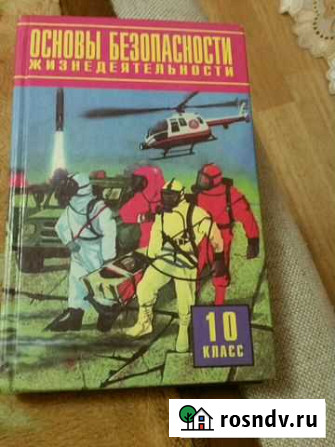 ОСНОВЫ БЕЗОПАСНОСТИ
ЖИЗНЕДЕЯТЕЛЬНОСТИ
10
КЛАСС
rosndv.ru